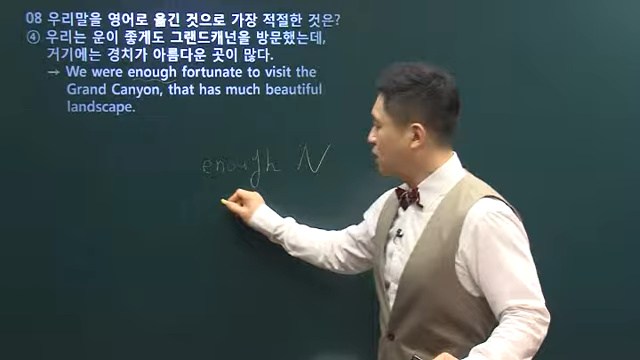 08 우리말을 영어로 옮긴 것으로 가장 적절한 것은?
④ 우리는 운이 좋게도 그랜드캐넌을 방문했는데,
거기에는 경치가 아름다운 곳이 많다.
→ We were enough fortunate to visit the
Grand Canyon, that has much beautiful
landscape.
enough N